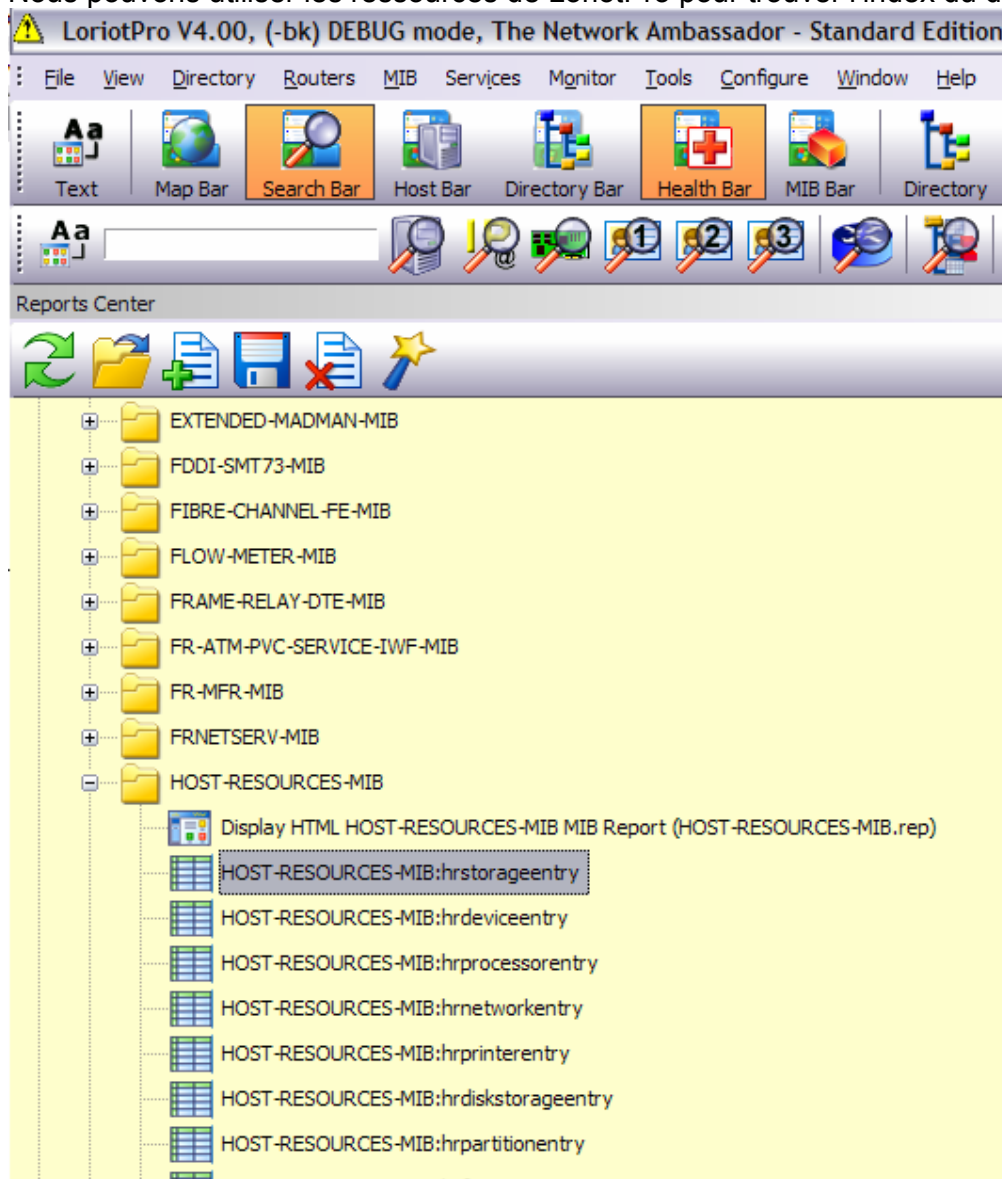 LoriotPro V4.00, (-bk) DEBUG mode, The Network Ambassador - Standard Edition
File View Directory Routers MIB Services Monitor Tools Configure Window Help
Text Map Bar Search Bar Host Bar Directory Bar Health Bar MIB Bar Directory
Aa
1 2 3
Reports Center
EXTENDED-MADMAN-MIB
FDDI-SMT73-MIB
FIBRE-CHANNEL-FE-MIB
FLOW-METER-MIB
FRAME-RELAY-DTE-MIB
FR-ATM-PVC-SERVICE-IWF-MIB
FR-MFR-MIB
FRNETSERV-MIB
HOST-RESOURCES-MIB
Display HTML HOST-RESOURCES-MIB MIB Report (HOST-RESOURCES-MIB.rep)
HOST-RESOURCES-MIB:hrstorageentry
HOST-RESOURCES-MIB:hrdeviceentry
HOST-RESOURCES-MIB:hrprocessorentry
HOST-RESOURCES-MIB:hrnetworkentry
HOST-RESOURCES-MIB:hrprinterentry
HOST-RESOURCES-MIB:hrdiskstorageentry
HOST-RESOURCES-MIB:hrpartitionentry